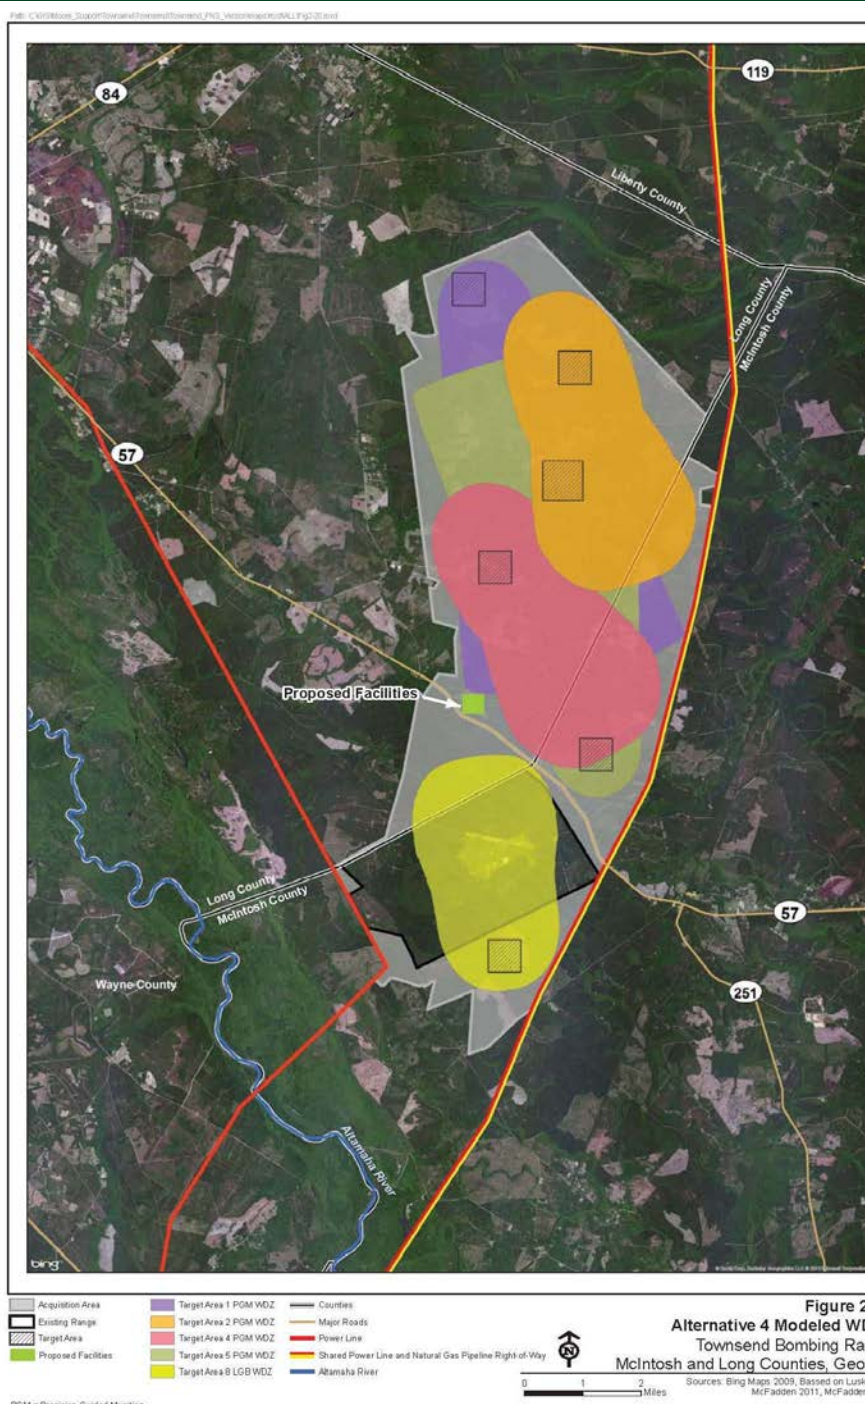 84
119
Liberty County
Long County
McIntosh County
57
Proposed Facilities
Long County
McIntosh County
57
Wayne County
251
Altamaha River
bing
Acquisition Area
Existing Range
Target Area
Proposed Facilities
Target Area 1 PGM WDZ
Target Area 2 PGM WDZ
Target Area 4 PGM WDZ
Target Area 5 PGM WDZ
Target Area 8 LGB WDZ
Counties
Major Roads
Power Line
Shared Power Line and Natural Gas Pipeline Right-of-Way
Altamaha River
N
0 1 2
Miles
Figure 2
Alternative 4 Modeled WD
Townsend Bombing Ra
McIntosh and Long Counties, Geo
Sources: Bing Maps 2009, Bassed on Lusk
McFadden 2011, McFadden